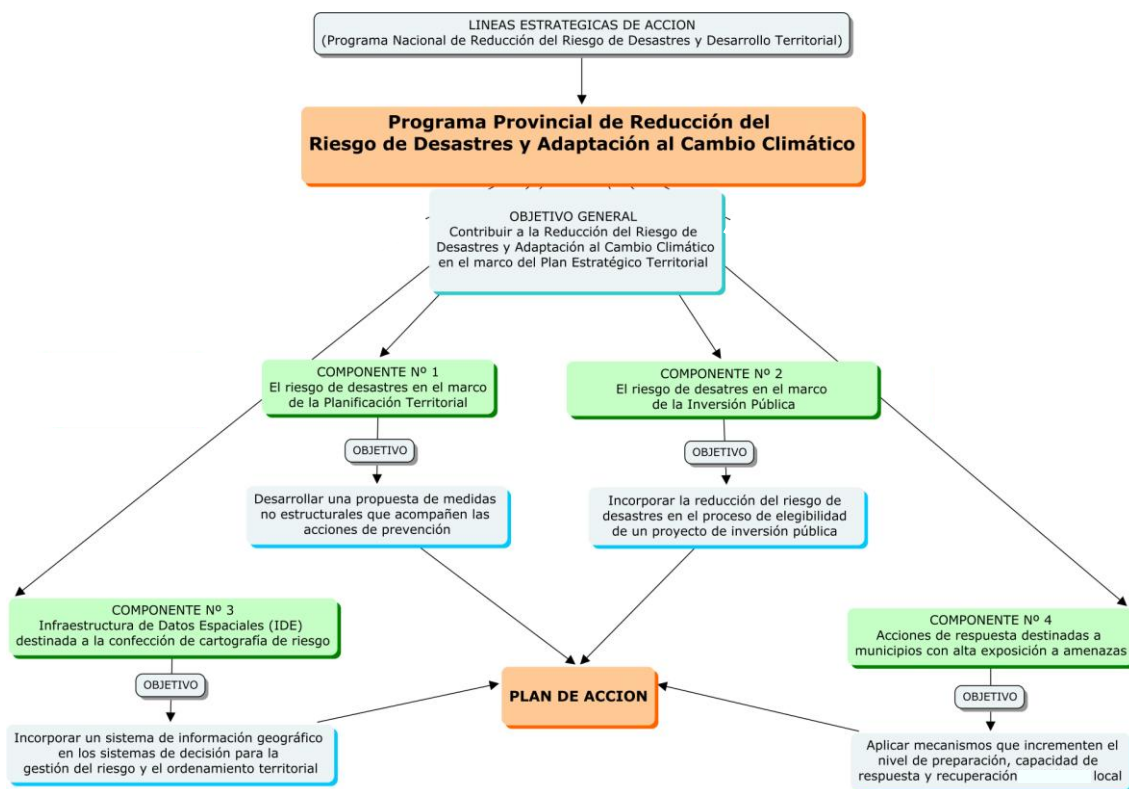 LINEAS ESTRATEGICAS DE ACCION
(Programa Nacional de Reducción del Riesgo de Desastres y Desarrollo Territorial)
Programa Provincial de Reducción del
Riesgo de Desastres y Adaptación al Cambio Climático
OBJETIVO GENERAL
Contribuir a la Reducción del Riesgo de
Desastres y Adaptación al Cambio Climático
en el marco del Plan Estratégico Territorial
COMPONENTE Nº 1
El riesgo de desastres en el marco
de la Planificación Territorial
OBJETIVO
Desarrollar una propuesta de medidas
no estructurales que acompañen las
acciones de prevención
COMPONENTE Nº 2
El riesgo de desatres en el marco
de la Inversión Pública
OBJETIVO
Incorporar la reducción del riesgo de
desastres en el proceso de elegibilidad
de un proyecto de inversión pública
COMPONENTE Nº 3
Infraestructura de Datos Espaciales (IDE)
destinada a la confección de cartografía de riesgo
OBJETIVO
Incorporar un sistema de información geográfico
en los sistemas de decisión para la
gestión del riesgo y el ordenamiento territorial
PLAN DE ACCION
COMPONENTE Nº 4
Acciones de respuesta destinadas a
municipios con alta exposición a amenazas
OBJETIVO
Aplicar mecanismos que incrementen el
nivel de preparación, capacidad de
respuesta y recuperación local